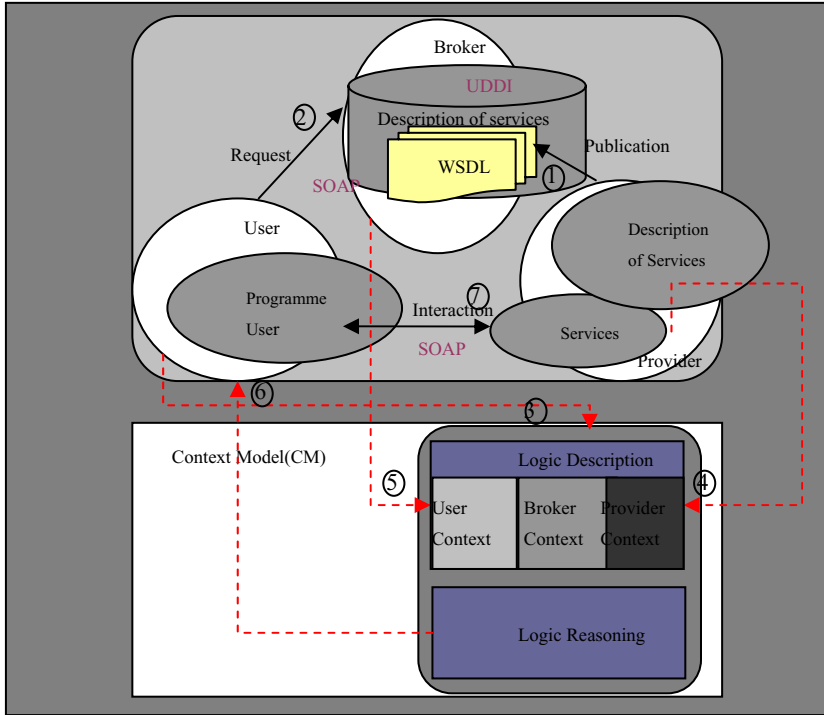 Broker
UDDI
②
Description of services
Publication
Request
WSDL
①
SOAP
User
Description
of Services
⑦
Programme
User
Interaction
Services
SOAP
Provider
⑥
③
Context Model(CM)
Logic Description
⑤
④
User
Context
Broker
Context
Provider
Context
Logic Reasoning